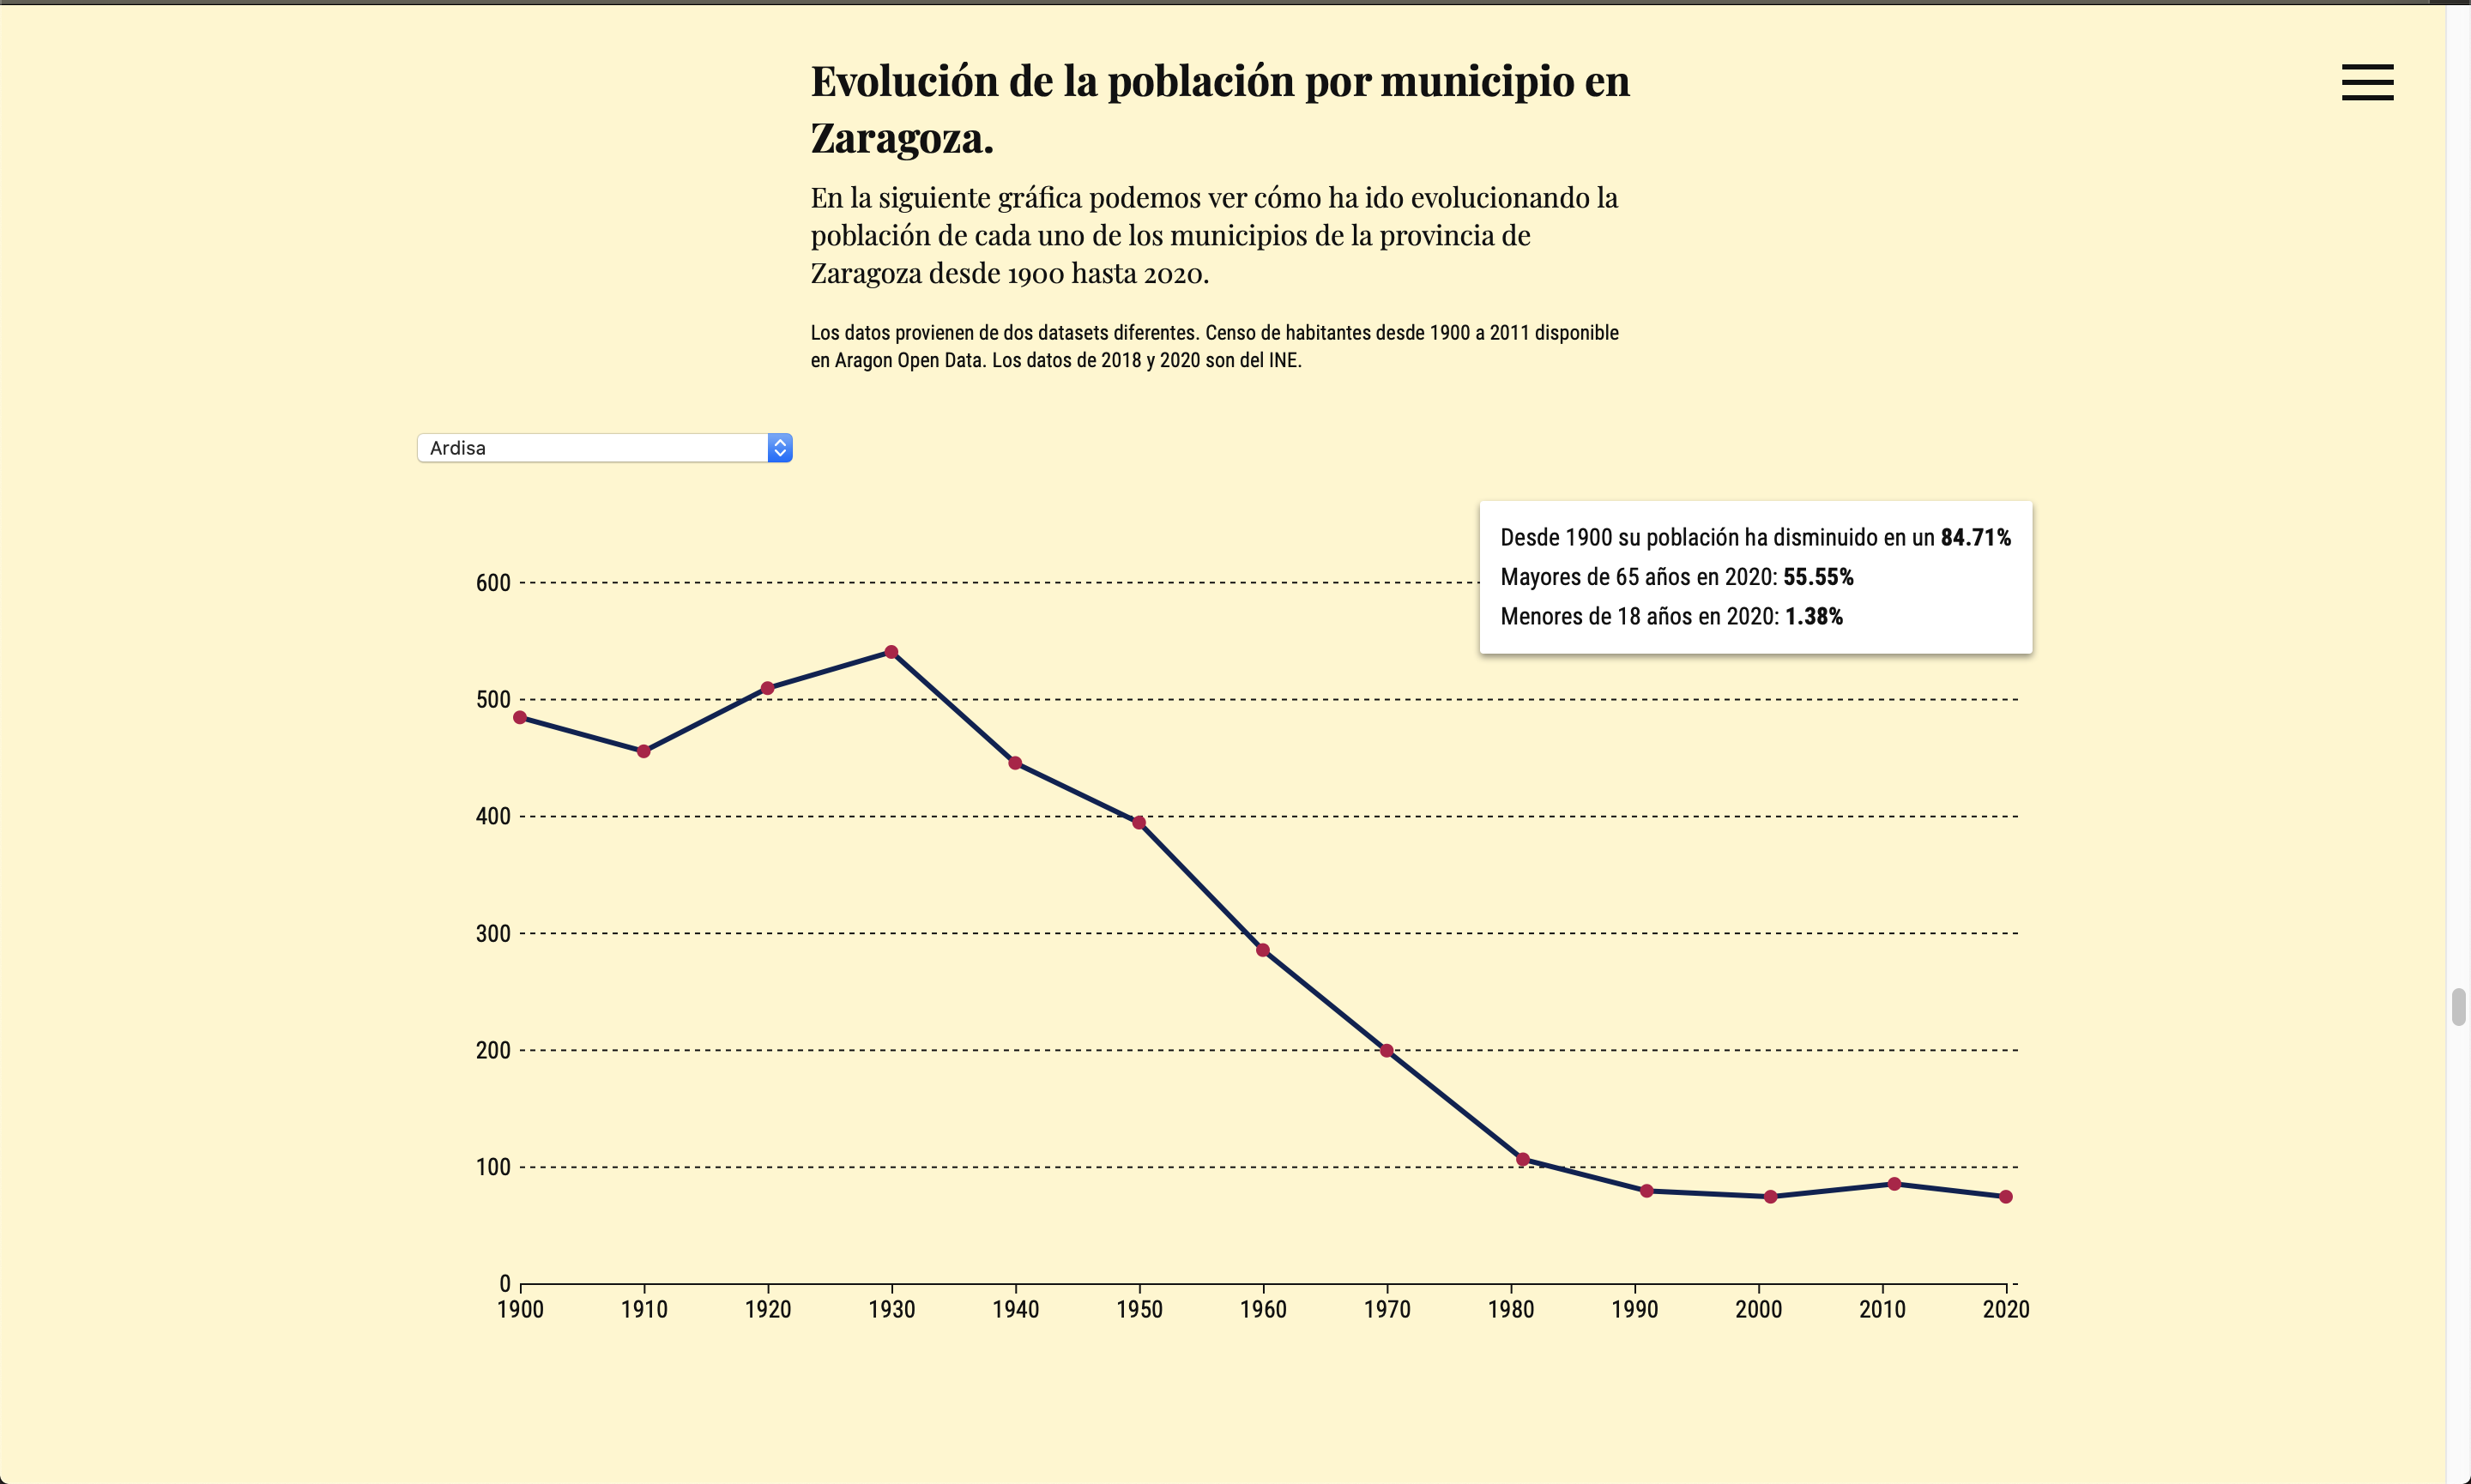 Evolución de la población por municipio en
Zaragoza.
En la siguiente gráfica podemos ver cómo ha ido evolucionando la
población de cada uno de los municipios de la provincia de
Zaragoza desde 1900 hasta 2020.
Los datos provienen de dos datasets diferentes. Censo de habitantes desde 1900 a 2011 disponible
en Aragon Open Data. Los datos de 2018 y 2020 son del INE.
Ardisa
Desde 1900 su población ha disminuido en un 84.71%
Mayores de 65 años en 2020: 55.55%
Menores de 18 años en 2020: 1.38%
600
500
400
300
200
100
0
1900 1910 1920 1930 1940 1950 1960 1970 1980 1990 2000 2010 2020